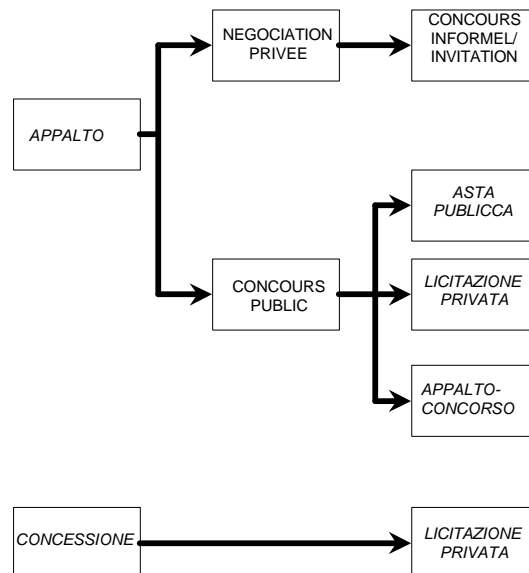 NEGOCIATION
PRIVEE
CONCOURS
INFORMEL/
INVITATION
APPALTO
ASTA
PUBLICCA
CONCOURS
PUBLIC
LICITAZIONE
PRIVATA
APPALTO-
CONCORSO
CONCESSIONE
LICITAZIONE
PRIVATA